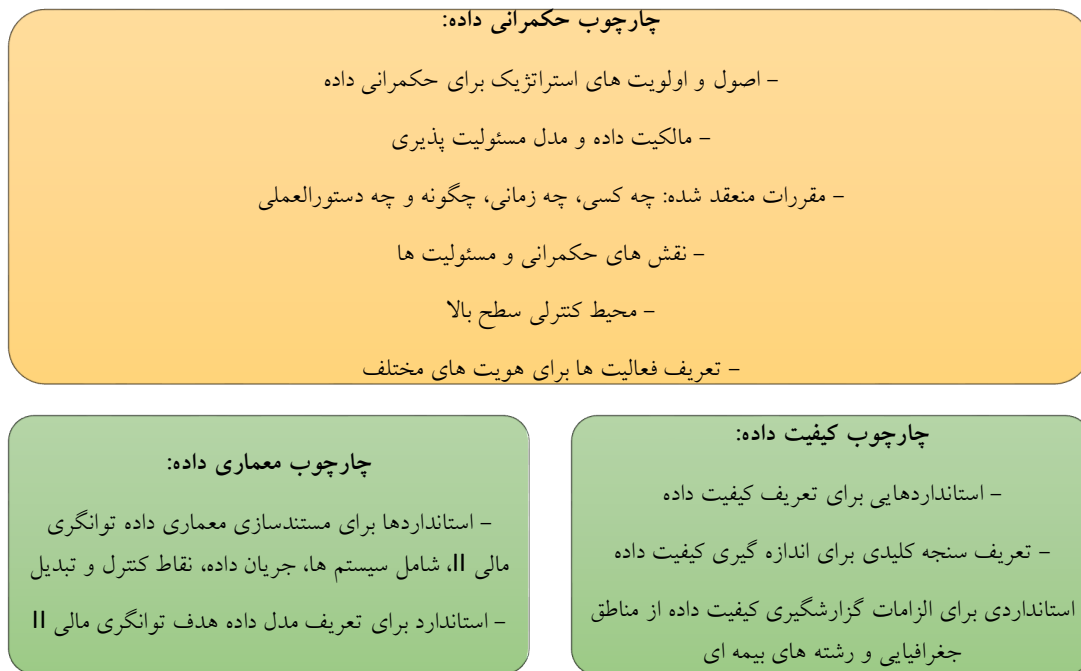 چارچوب حکمرانی داده:
- اصول و اولویت های استراتژیک برای حکمرانی داده
- مالکیت داده و مدل مسئولیت پذیری
- مقررات منعقد شده: چه کسی، چه زمانی، چگونه و چه دستورالعملی
- نقش های حکمرانی و مسئولیت ها
- محیط کنترلی سطح بالا
- تعریف فعالیت ها برای هویت های مختلف
چارچوب کیفیت داده:
- استانداردهایی برای تعریف کیفیت داده
- تعریف سنجه کلیدی برای اندازه گیری کیفیت داده
استانداردی برای الزامات گزارشگیری کیفیت داده از مناطق
جغرافیایی و رشته های بیمه ای
چارچوب معماری داده:
- استانداردها برای مستندسازی معماری داده توانگری
مالی II، شامل سیستم ها، جریان داده، نقاط کنترل و تبدیل
- استاندارد برای تعریف مدل داده هدف توانگری مالی II